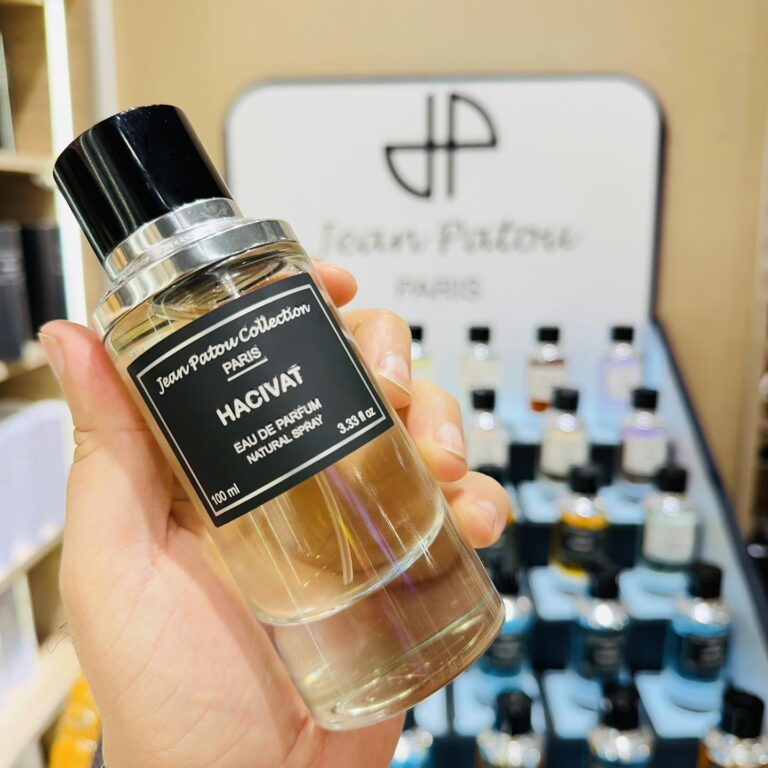 JP
Jean Patou
PARIS
Jean Patou Collection
PARIS
HACIVAT
EAU DE PARFUM
NATURAL SPRAY
100 ml
3.33 fl oz